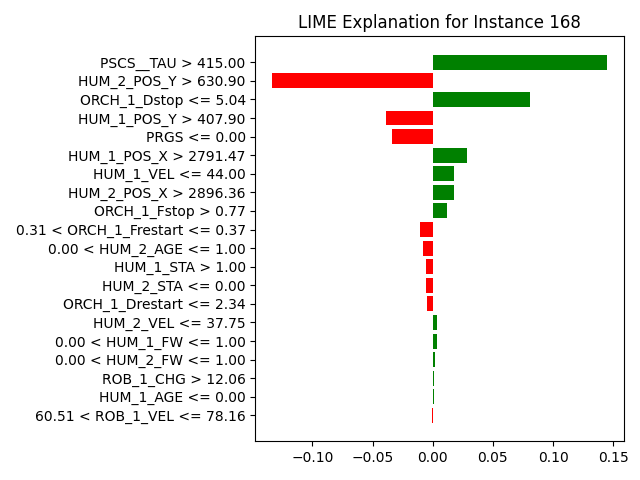 LIME Explanation for Instance 168
PSCS__TAU > 415.00
HUM_2_POS_Y > 630.90
ORCH_1_Dstop <= 5.04
HUM_1_POS_Y > 407.90
PRGS <= 0.00
HUM_1_POS_X > 2791.47
HUM_1_VEL <= 44.00
HUM_2_POS_X > 2896.36
ORCH_1_Fstop > 0.77
0.31 < ORCH_1_Frestart <= 0.37
0.00 < HUM_2_AGE <= 1.00
HUM_1_STA > 1.00
HUM_2_STA <= 0.00
ORCH_1_Drestart <= 2.34
HUM_2_VEL <= 37.75
0.00 < HUM_1_FW <= 1.00
0.00 < HUM_2_FW <= 1.00
ROB_1_CHG > 12.06
HUM_1_AGE <= 0.00
60.51 < ROB_1_VEL <= 78.16
−0.10 −0.05 0.00 0.05 0.10 0.15